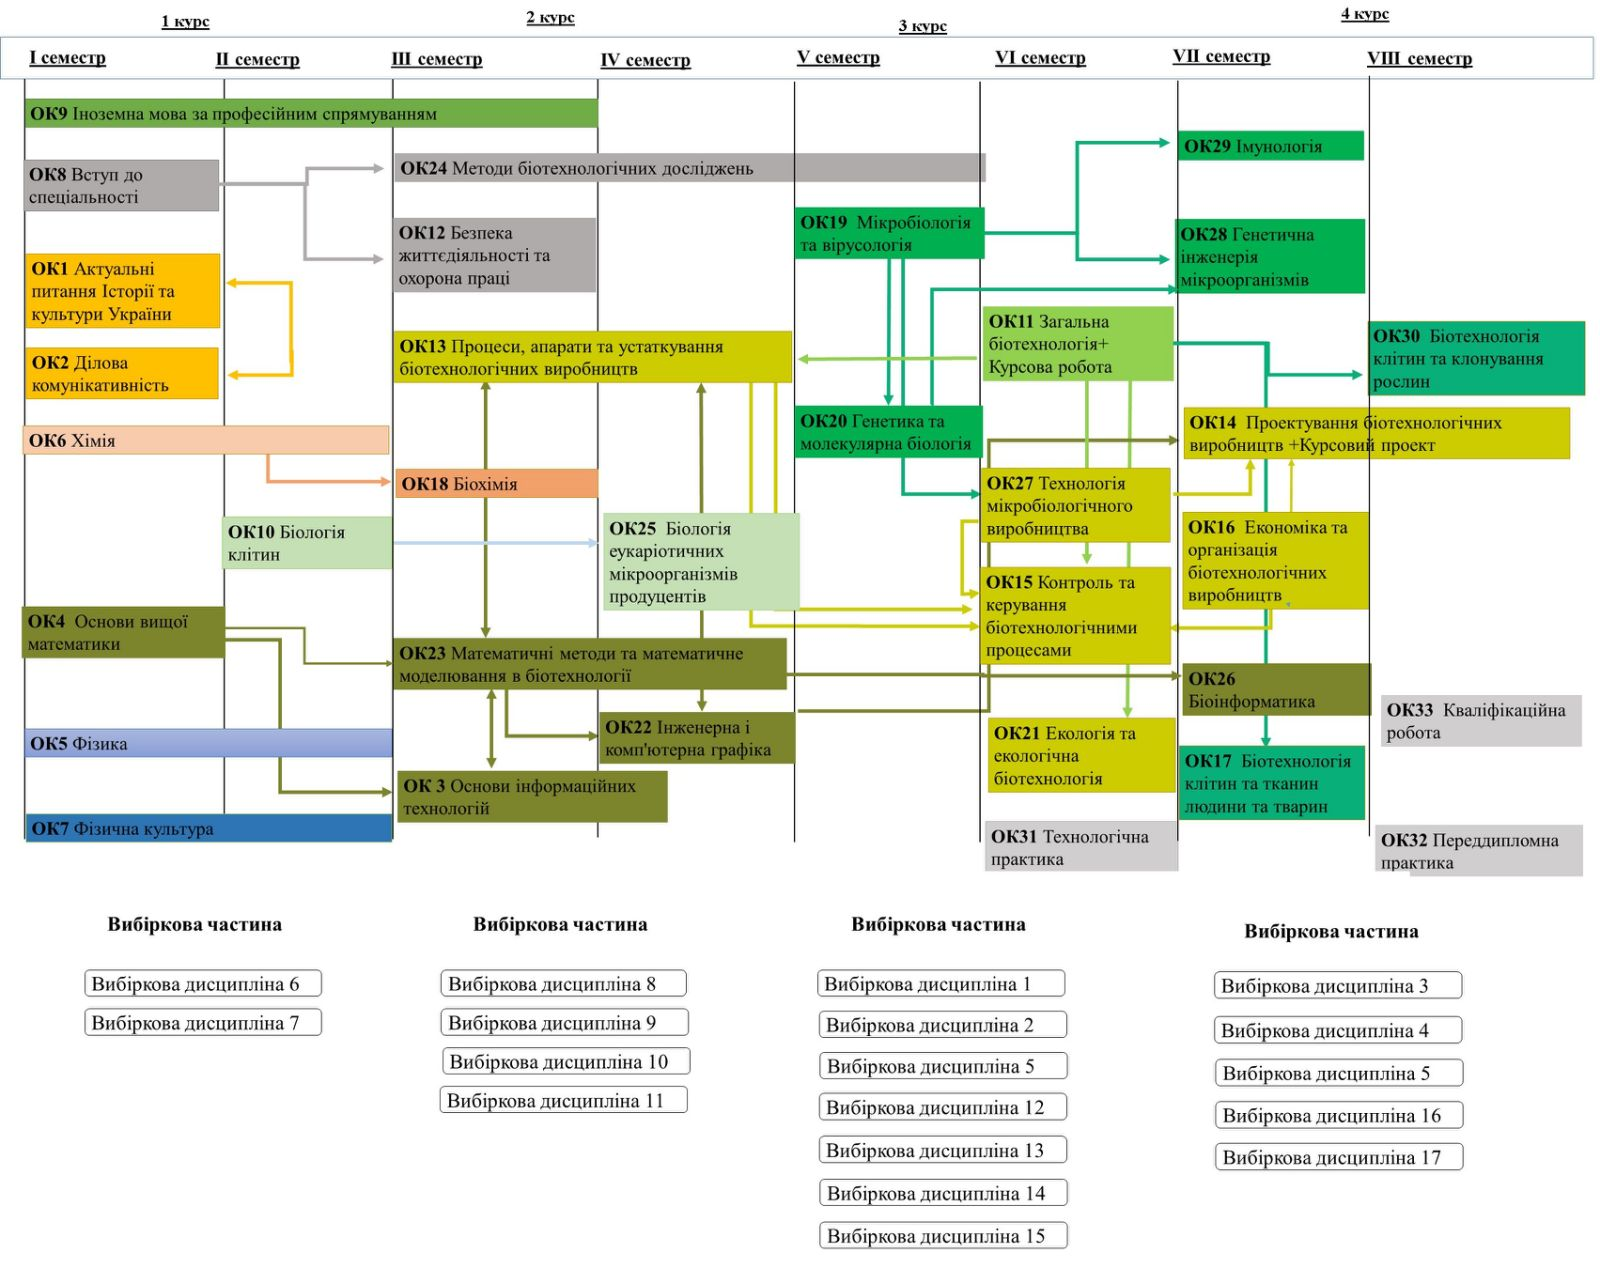 1 курс
2 курс
3 курс
4 курс
I семестр
II семестр
III семестр
IV семестр
V семестр
VI семестр
VII семестр
VIII семестр
ОК9 Іноземна мова за професійним спрямуванням
ОК8 Вступ до
спеціальності
ОК24 Методи біотехнологічних досліджень
ОК29 Імунологія
ОК12 Безпека
життєдіяльності та
охорона праці
ОК19 Мікробіологія
та вірусологія
ОК28 Генетична
інженерія
мікроорганізмів
ОК1 Актуальні
питання Історії та
культури України
ОК2 Ділова
комунікативність
ОК13 Процеси, апарати та устаткування
біотехнологічних виробництв
ОК11 Загальна
біотехнологія+
Курсова робота
ОК30 Біотехнологія
клітин та клонування
рослин
ОК20 Генетика та
молекулярна біологія
ОК14 Проектування біотехнологічних
виробництв +Курсовий проект
ОК6 Хімія
ОК18 Біохімія
ОК27 Технологія
мікробіологічного
виробництва
ОК10 Біологія
клітин
ОК25 Біологія
еукаріотичних
мікроорганізмів
продуцентів
ОК16 Економіка та
організація
біотехнологічних
виробництв
ОК15 Контроль та
керування
біотехнологічними
процесами
ОК4 Основи вищої
математики
ОК23 Математичні методи та математичне
моделювання в біотехнології
ОК26
Біоінформатика
ОК33 Кваліфікаційна
робота
ОК5 Фізика
ОК22 Інженерна і
комп'ютерна графіка
ОК21 Екологія та
екологічна
біотехнологія
ОК17 Біотехнологія
клітин та тканин
людини та тварин
ОК 3 Основи інформаційних
технологій
ОК7 Фізична культура
ОК31 Технологічна
практика
ОК32 Переддипломна
практика
Вибіркова частина
Вибіркова дисципліна 6
Вибіркова дисципліна 7
Вибіркова частина
Вибіркова дисципліна 8
Вибіркова дисципліна 9
Вибіркова дисципліна 10
Вибіркова дисципліна 11
Вибіркова частина
Вибіркова дисципліна 1
Вибіркова дисципліна 2
Вибіркова дисципліна 5
Вибіркова дисципліна 12
Вибіркова дисципліна 13
Вибіркова дисципліна 14
Вибіркова дисципліна 15
Вибіркова частина
Вибіркова дисципліна 3
Вибіркова дисципліна 4
Вибіркова дисципліна 5
Вибіркова дисципліна 16
Вибіркова дисципліна 17